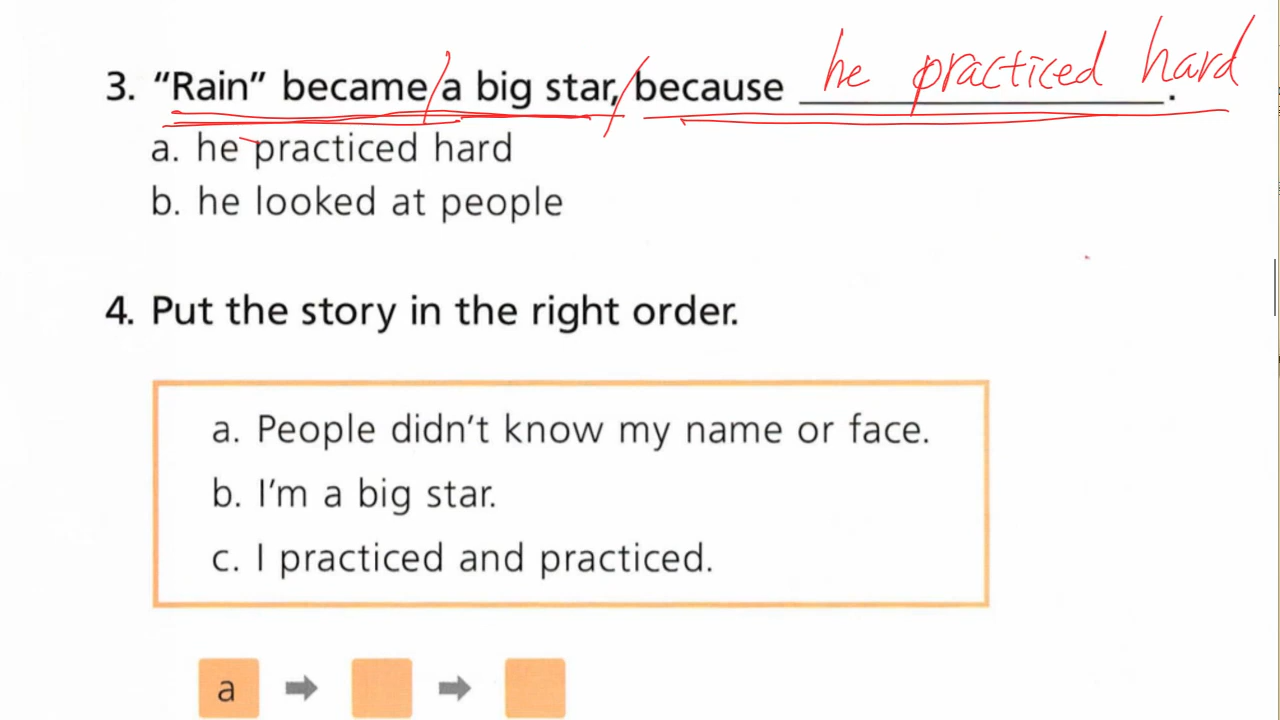 3. “Rain” became a big star, because he practiced hard.
a. he practiced hard
b. he looked at people
4. Put the story in the right order.
a. People didn’t know my name or face.
b. I’m a big star.
c. I practiced and practiced.
a